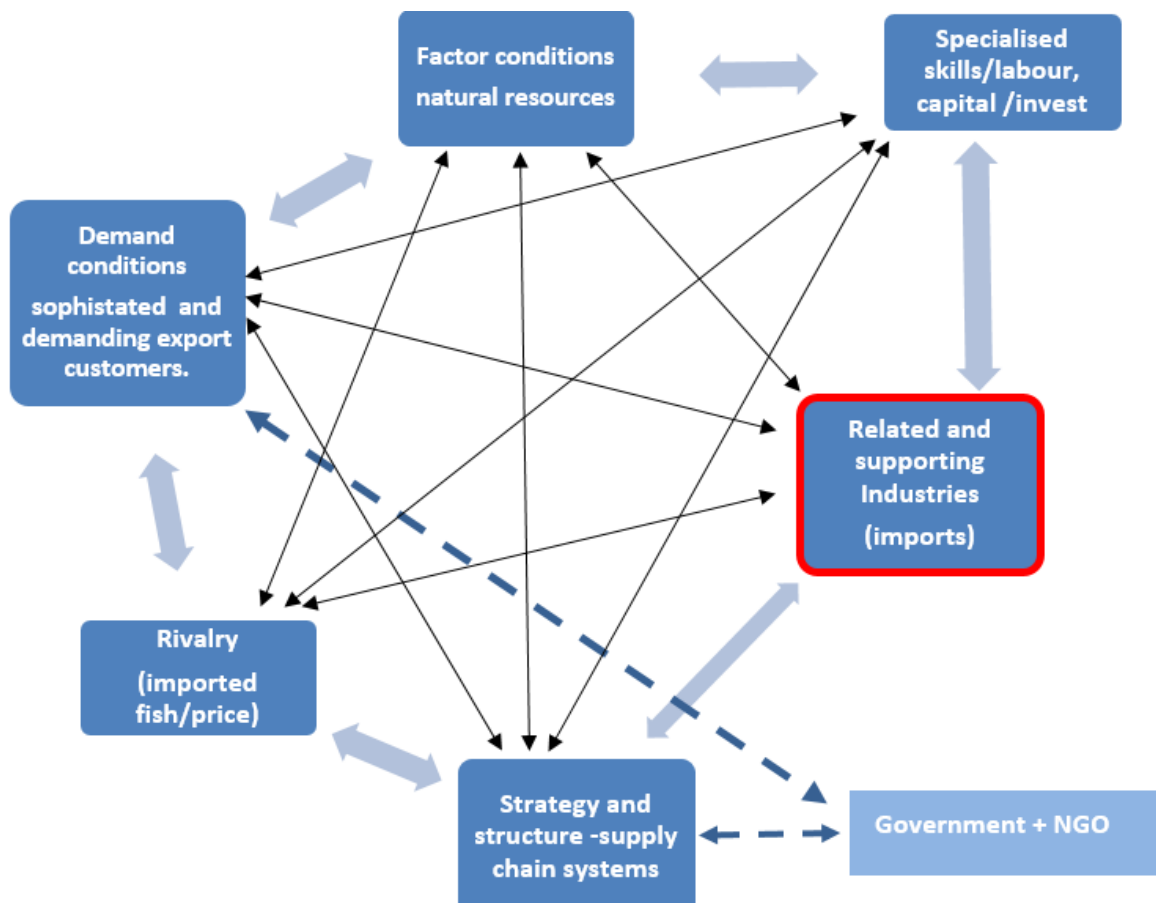 Factor conditions
natural resources
Specialised
skills/labour,
capital /invest
Demand
conditions
sophistated and
demanding export
customers.
Related and
supporting
Industries
(imports)
Rivalry
(imported
fish/price)
Strategy and
structure -supply
chain systems
Government + NGO